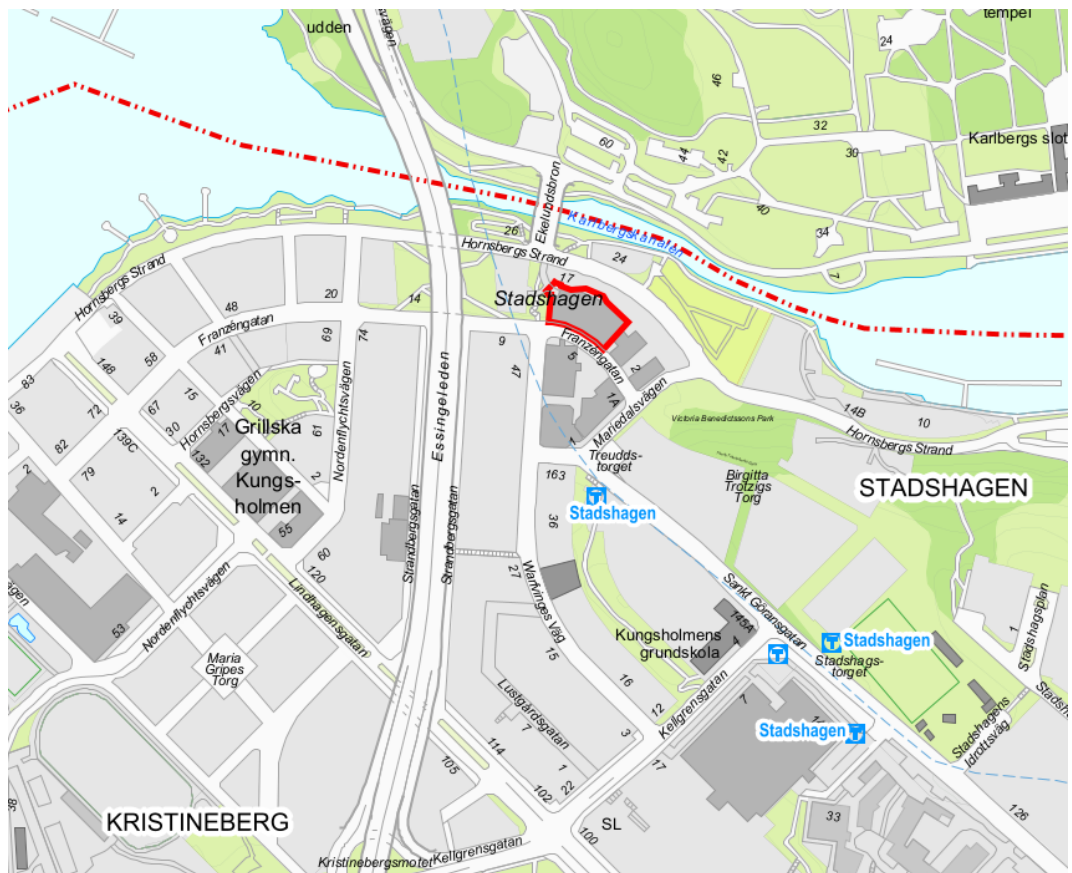 udden
svägen
tempel
24
46
32
60
44
42
30
Karlbergs slot
Ekelundsbron
40
34
7
Karlbergskanalen
26
Hornsbergs Strand
24
17
Stadshagen
Hornsbergs Strand
48
20
14
39
Franzéngatan
41
69
74
9
47
Franzéngatan
5
2
58
148
83
36
72
67
15
Hornsbergsvägen
10
30
17
132
61
Nordenflychtsvägen
Grillska
gymn.
Kungs-
holmen
2
55
Essingeleden
1A
Mariedalsvägen
1
Treudds-
torget
Victoria Benedictssons Park
14B
10
Hornsbergs Strand
82
139C
79
2
2
14
163
Stadshagen
36
Birgitta
Trotzigs
Torg
STADSHAGEN
Strandbergsgatan
Strandbergsgatan
60
120
27
Warfvinges Väg
Sankt Göransgatan
Lindhagensgatan
Nordenflychtsvägen
53
ägen
Maria
Gripes
Torg
Kungsholmens
grundskola
145A
4
Stadshagen
Stadshags-
torget
1
Stadshagsplan
15
16
12
Lustgårdsgatan
7
3
Kellgrensgatan
7
Stadshagen
Stadshagens
Idrottsväg
114
1
22
105
102
17
126
KRISTINEBERG
SL
100
33
Kristinebergsmotet
Kellgrensgatan